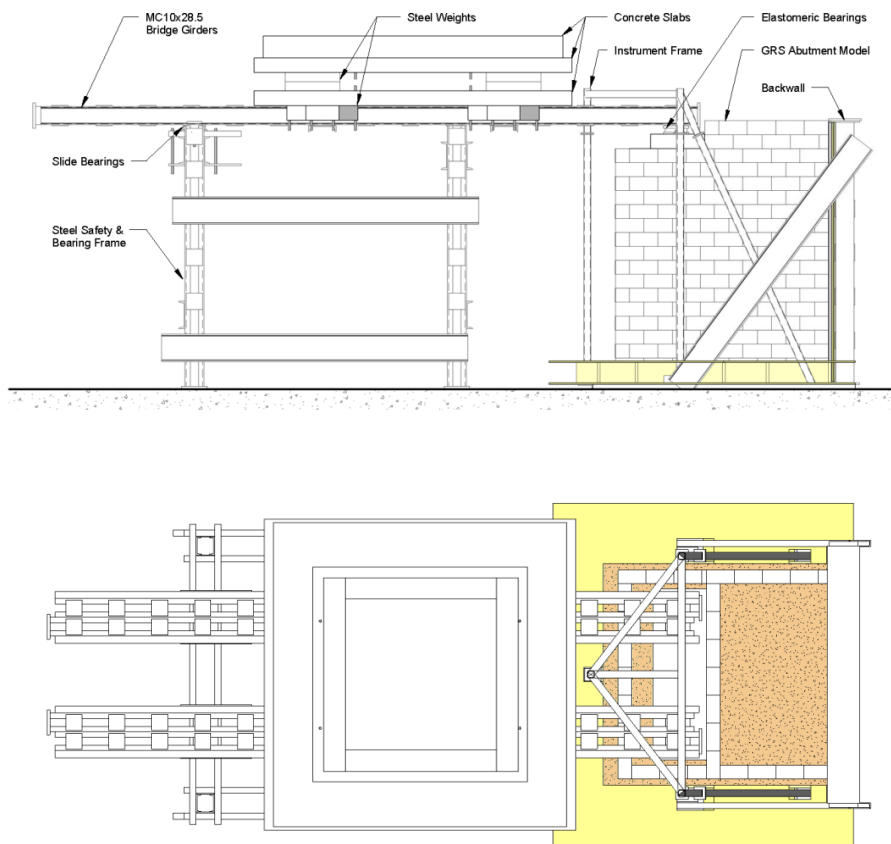 MC10x28.5
Bridge Girders
Steel Weights
Concrete Slabs
Elastomeric Bearings
Instrument Frame
GRS Abutment Model
Backwall
Slide Bearings
Steel Safety &
Bearing Frame